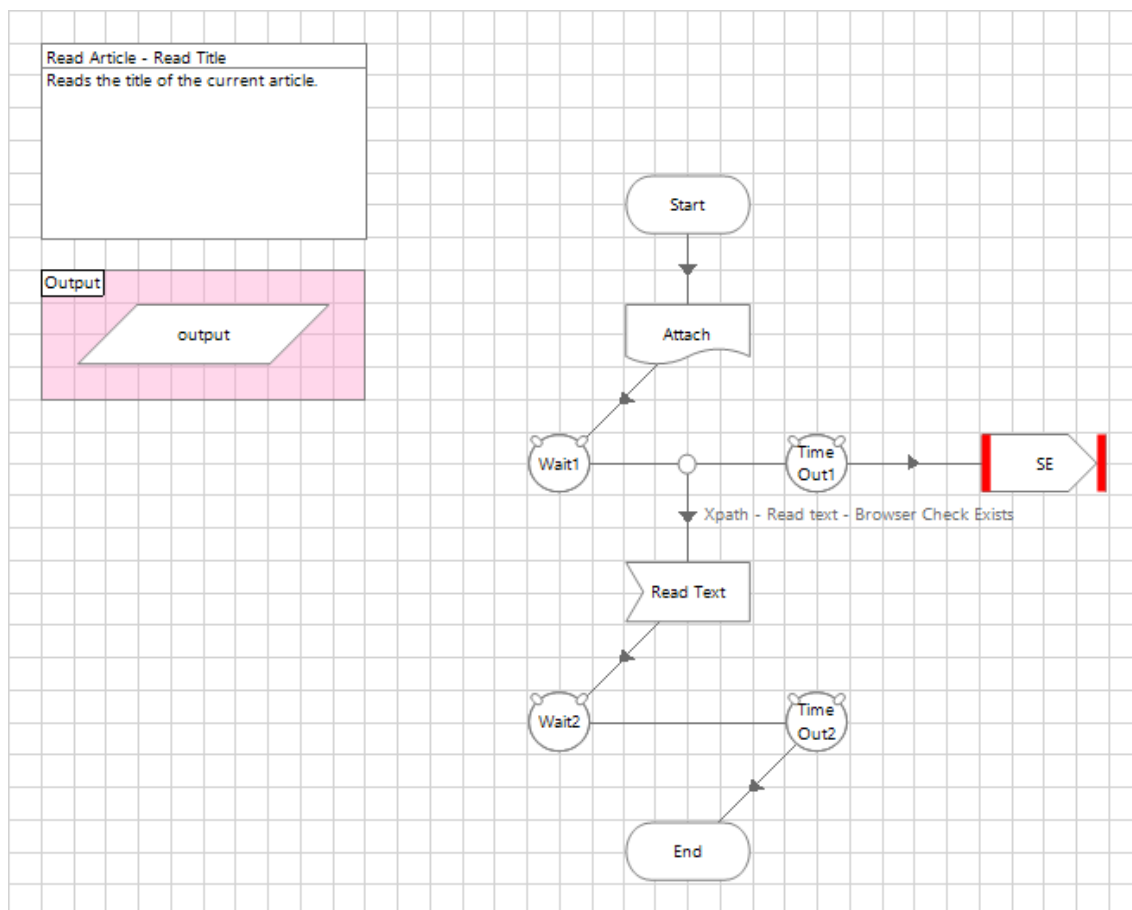 Read Article - Read Title
Reads the title of the current article.
Start
Output
output
Attach
Wait1
Time
Out1
SE
Xpath - Read text - Browser Check Exists
Read Text
Wait2
Time
Out2
End